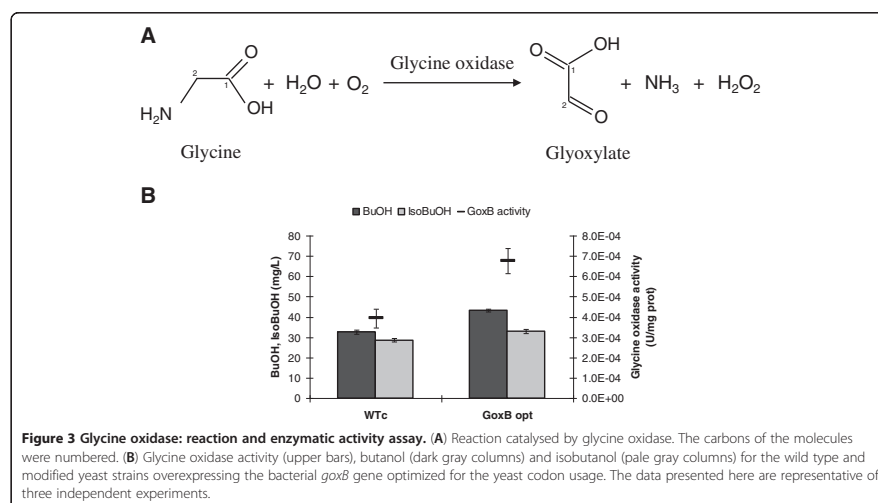 A
H₂N
2
1
O
OH
+ H₂O + O₂
Glycine oxidase
O
OH
1
2
O
+ NH₃ + H₂O₂
Glycine
Glyoxylate
B
BuOH IsoBuOH GoxB activity
BuOH, IsoBuOH (mg/L)
80
70
60
50
40
30
20
10
0
8.0E-04
7.0E-04
6.0E-04
5.0E-04
4.0E-04
3.0E-04
2.0E-04
1.0E-04
0.0E+00
Glycine oxidase activity
(U/mg prot)
WTc GoxB opt
Figure 3 Glycine oxidase: reaction and enzymatic activity assay. (A) Reaction catalysed by glycine oxidase. The carbons of the molecules
were numbered. (B) Glycine oxidase activity (upper bars), butanol (dark gray columns) and isobutanol (pale gray columns) for the wild type and
modified yeast strains overexpressing the bacterial goxB gene optimized for the yeast codon usage. The data presented here are representative of
three independent experiments.